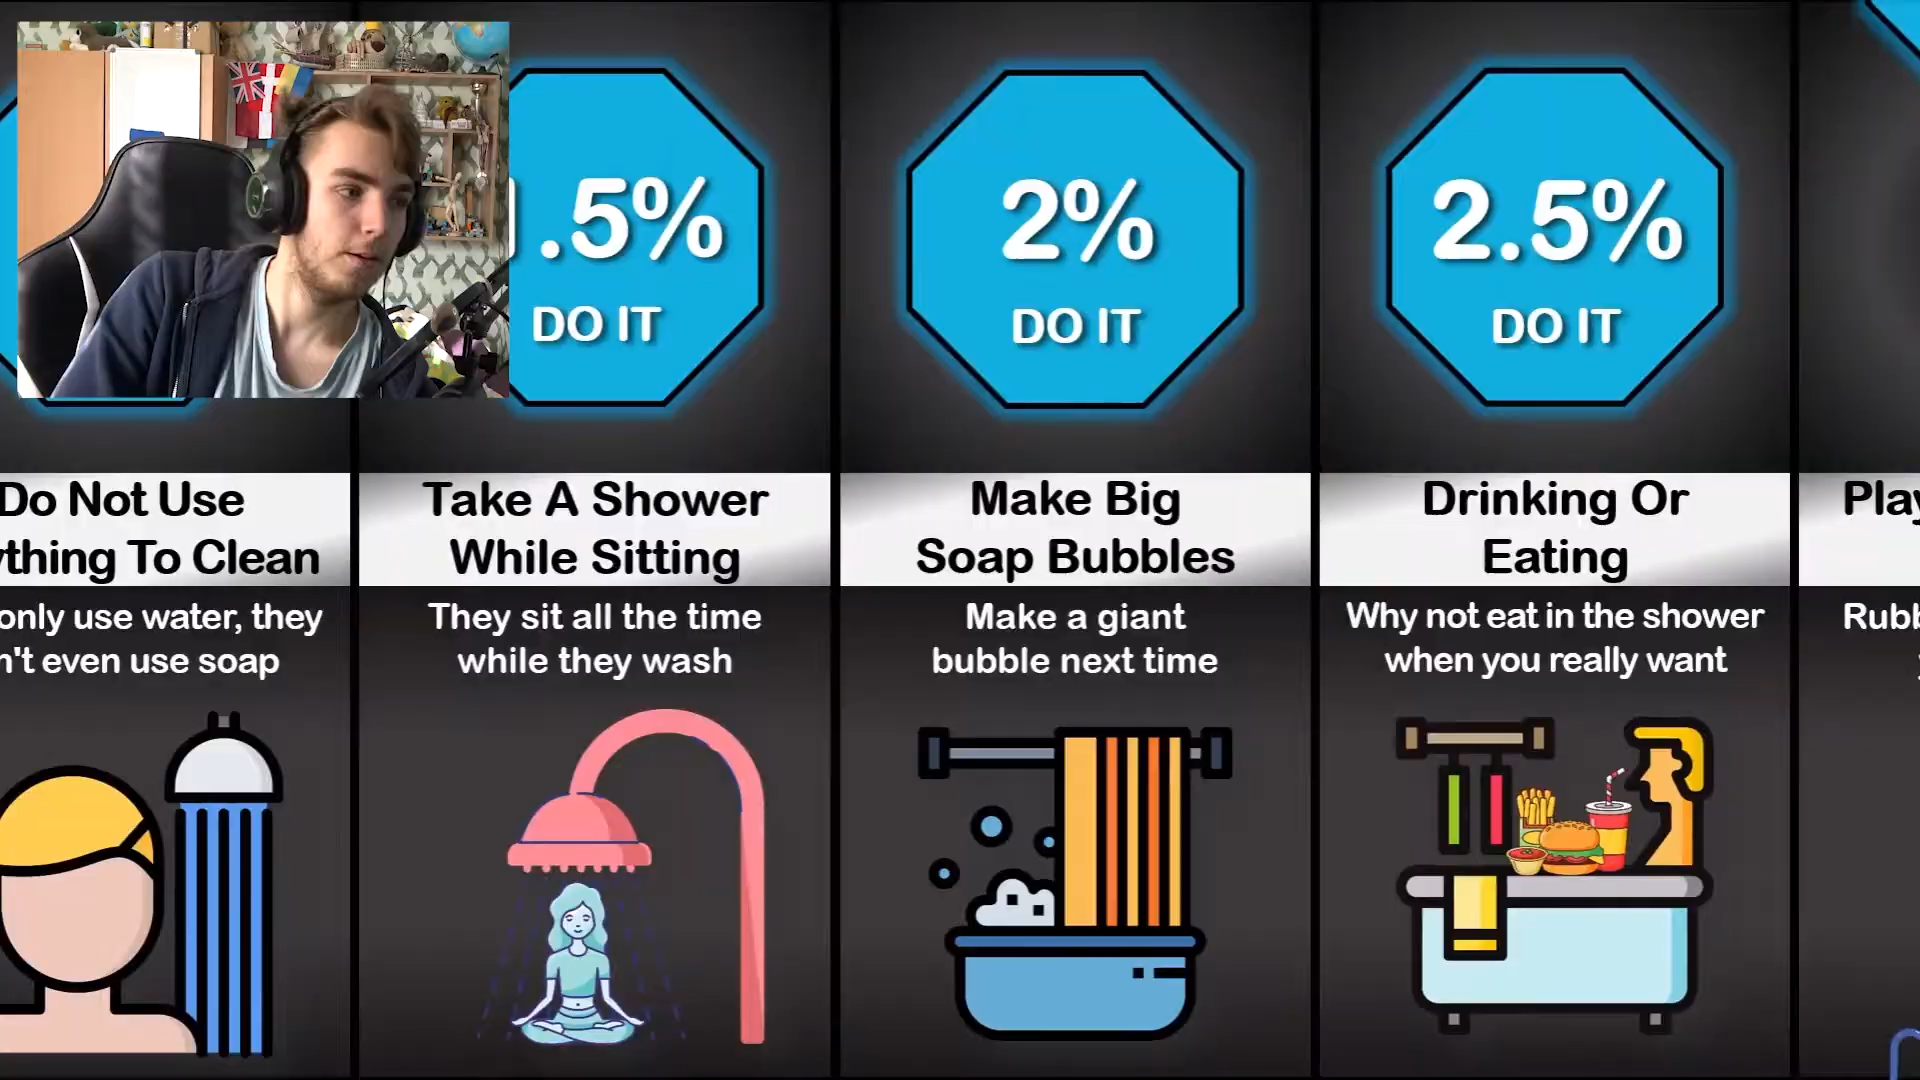 .5%
DO IT
2%
DO IT
2.5%
DO IT
Do Not Use
ything To Clean
only use water, they
n't even use soap
Take A Shower
While Sitting
They sit all the time
while they wash
Make Big
Soap Bubbles
Make a giant
bubble next time
Drinking Or
Eating
Why not eat in the shower
when you really want
Play
Rubb